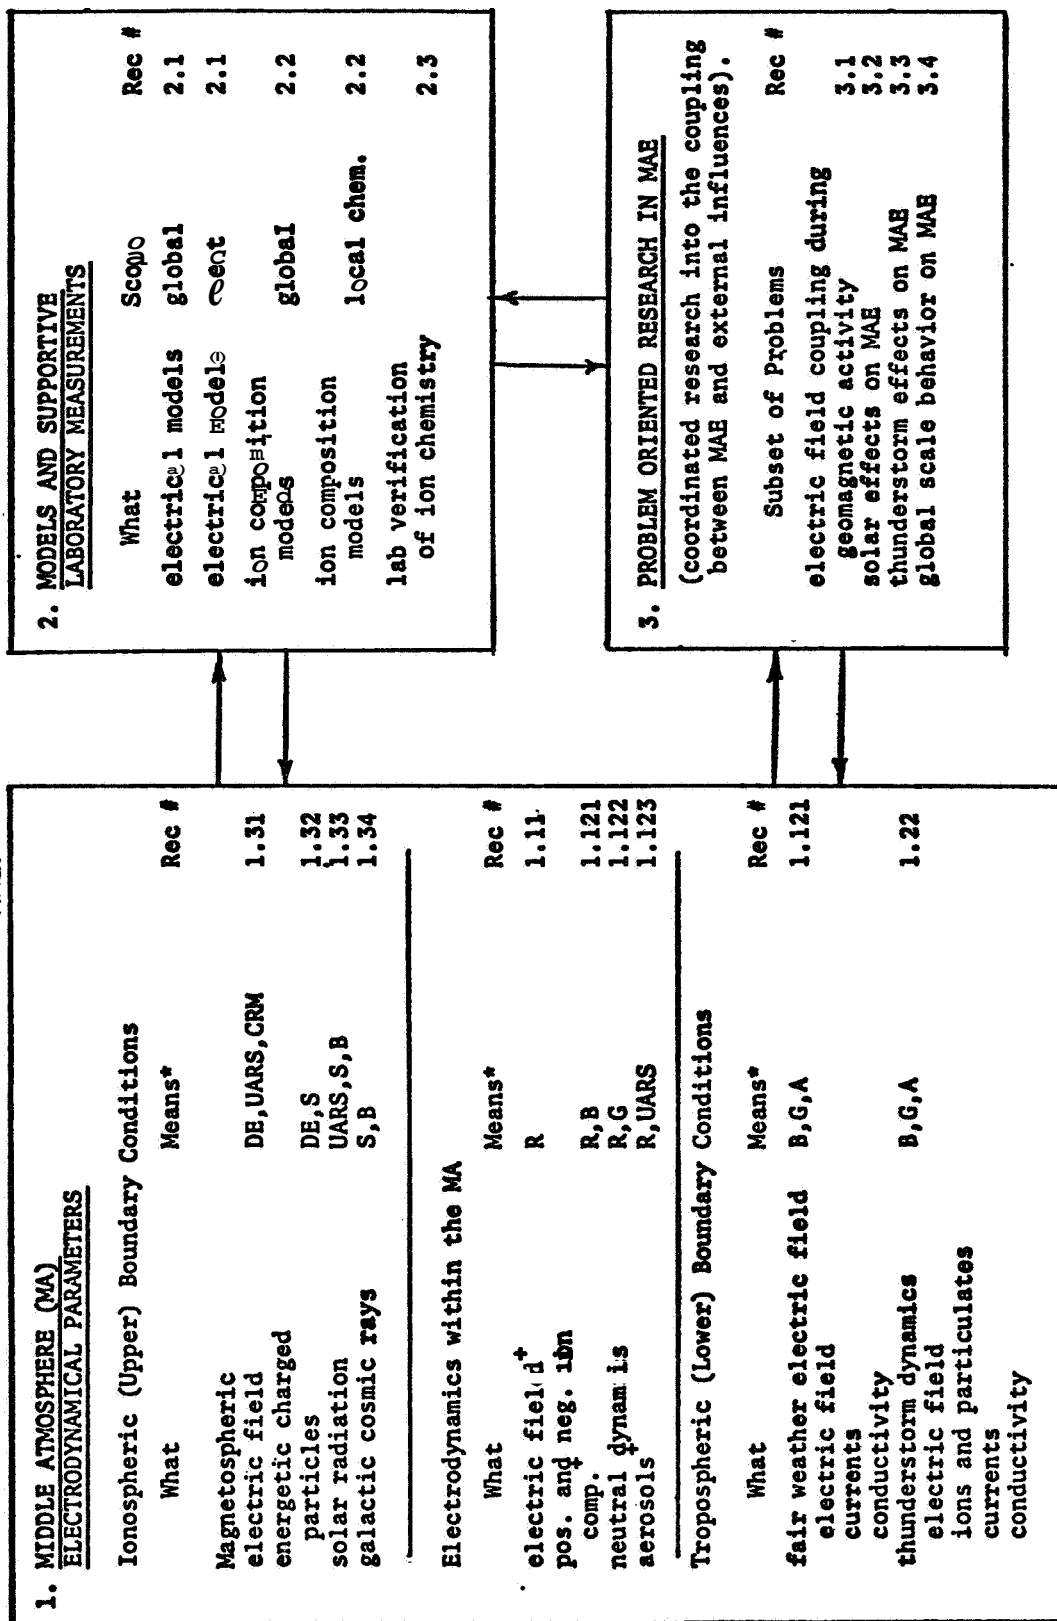 1. MIDDLE ATMOSPHERE (MA)
ELECTRODYNAMICAL PARAMETERS
Ionospheric (Upper) Boundary Conditions
What Means* Rec #
Magnetospheric
electric field DE,UARS,CRM 1.31
energetic charged
particles DE,S 1.32
solar radiation UARS,S,B 1.33
galactic cosmic rays S,B 1.34
Electrodynamics within the MA
What Means* Rec #
electric field+ R 1.11
pos. and neg. ion
comp.+ R,B 1.121
neutral dynamics R,G 1.122
aerosols+ R,UARS 1.123
Tropospheric (Lower) Boundary Conditions
What Means* Rec #
fair weather electric field B,G,A 1.121
electric field
currents
conductivity
thunderstorm dynamics B,G,A 1.22
electric field
ions and particulates
currents
conductivity
2. MODELS AND SUPPORTIVE
LABORATORY MEASUREMENTS
What Scope Rec #
electrical models global 2.1
electrical models event 2.1
ion composition
models global 2.2
ion composition
models local chem. 2.2
lab verification
of ion chemistry 2.3
3. PROBLEM ORIENTED RESEARCH IN MAE
(coordinated research into the coupling
between MAE and external influences).
Subset of Problems Rec #
electric field coupling during
geomagnetic activity 3.1
solar effects on MAE 3.2
thunderstorm effects on MAE 3.3
global scale behavior on MAE 3.4